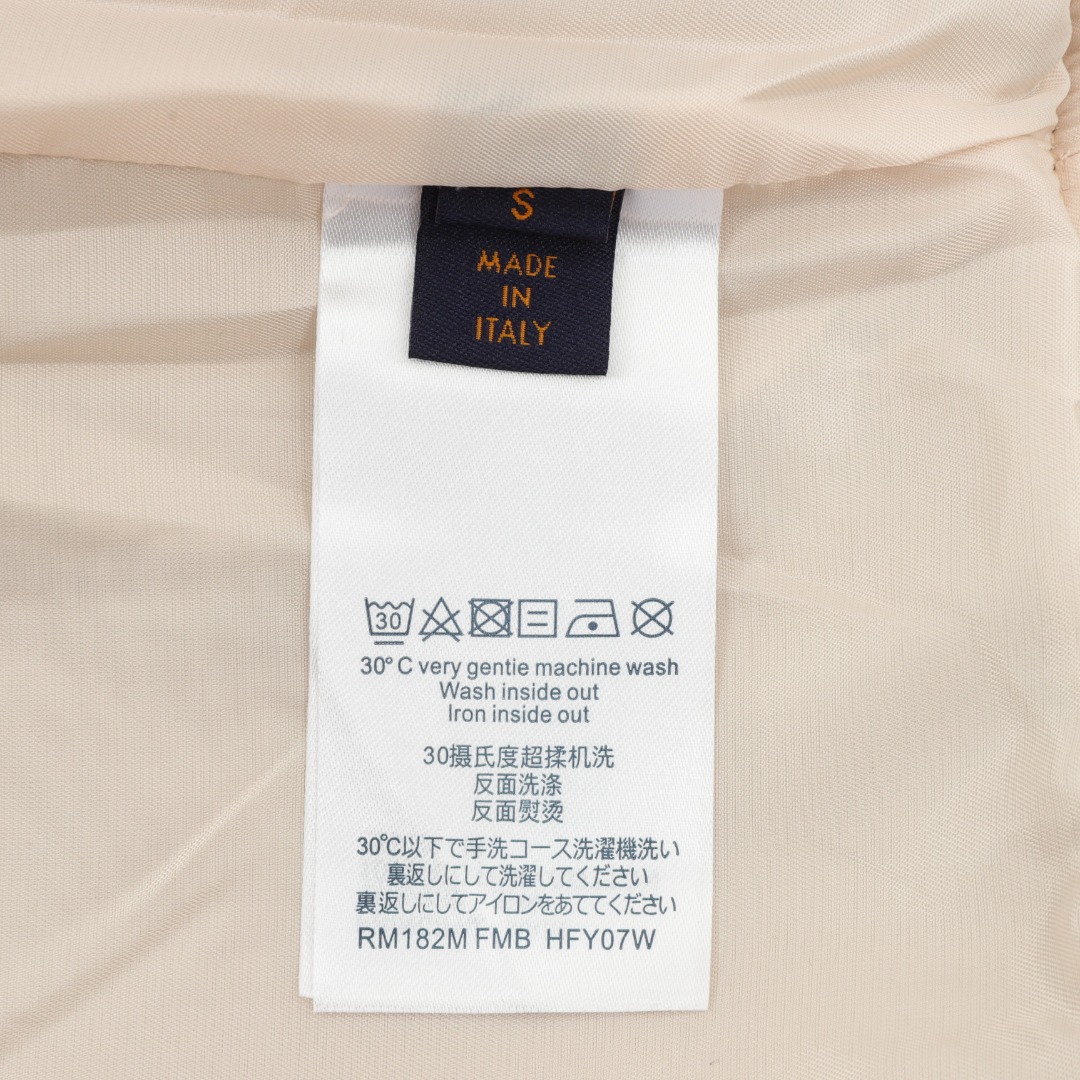 S
MADE
IN
ITALY
30
30°C very gentie machine wash
Wash inside out
Iron inside out
30摄氏度超揉机洗
反面洗涤
反面熨烫
30℃以下で手洗コース洗濯機洗い
裏返しにして洗濯してください
裏返しにしてアイロンをあててください
RM182M FMB HFY07W